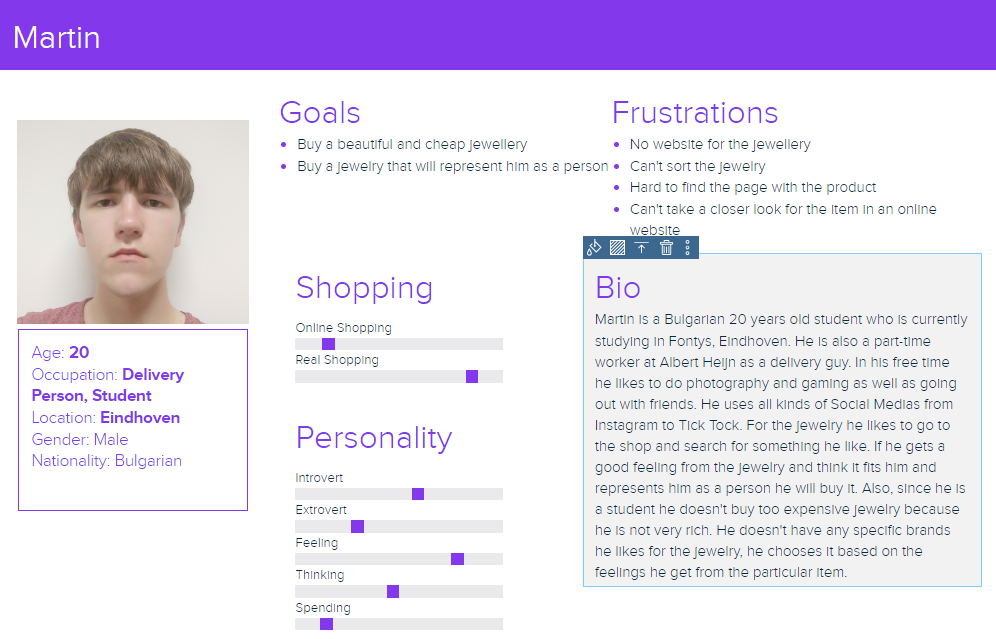 Martin
Goals
Buy a beautiful and cheap jewellery
Buy a jewelry that will represent him as a person
Frustrations
No website for the jewellery
Can't sort the jewelry
Hard to find the page with the product
Can't take a closer look for the item in an online
website
Age: 20
Occupation: Delivery
Person, Student
Location: Eindhoven
Gender: Male
Nationality: Bulgarian
Shopping
Online Shopping
Real Shopping
Personality
Introvert
Extrovert
Feeling
Thinking
Spending
Bio
Martin is a Bulgarian 20 years old student who is currently
studying in Fontys, Eindhoven. He is also a part-time
worker at Albert Heijn as a delivery guy. In his free time
he likes to do photography and gaming as well as going
out with friends. He uses all kinds of Social Medias from
Instagram to Tick Tock. For the jewelry he likes to go to
the shop and search for something he like. If he gets a
good feeling from the jewelry and think it fits him and
represents him as a person he will buy it. Also, since he is
a student he doesn't buy too expensive jewelry because
he is not very rich. He doesn't have any specific brands
he likes for the jewelry, he chooses it based on the
feelings he get from the particular item.